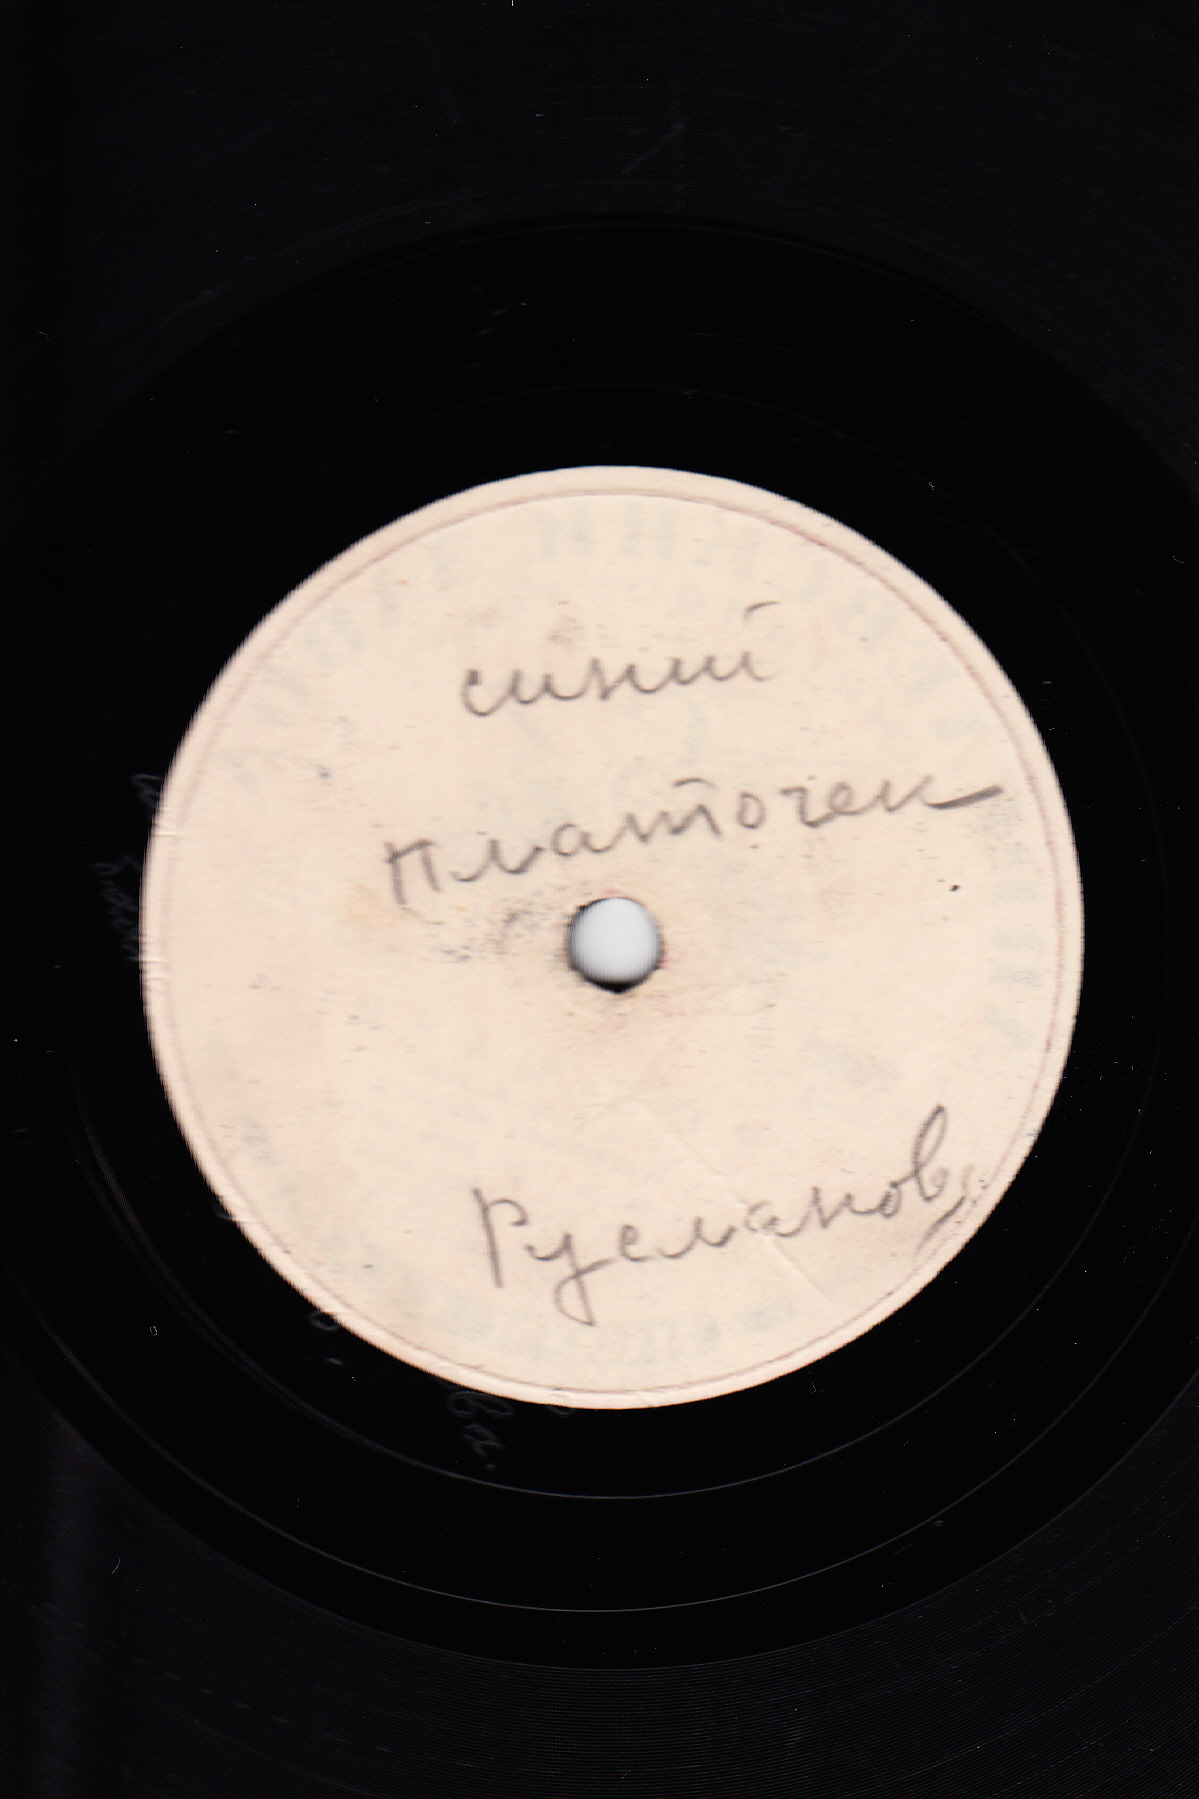 синий
платочек
Русланов